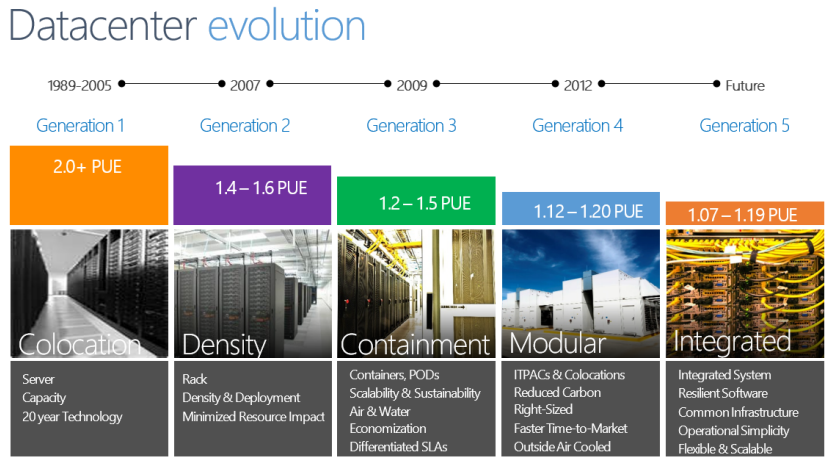 Datacenter evolution
1989-2005 2007 2009 2012 Future
Generation 1 Generation 2 Generation 3 Generation 4 Generation 5
2.0+ PUE
1.4 – 1.6 PUE
1.2 – 1.5 PUE
1.12 – 1.20 PUE
1.07 – 1.19 PUE
Colocation
Server
Capacity
20 year Technology
Density
Rack
Density & Deployment
Minimized Resource Impact
Containment
Containers, PODs
Scalability & Sustainability
Air & Water
Economization
Differentiated SLAs
Modular
ITPACs & Colocations
Reduced Carbon
Right-Sized
Faster Time-to-Market
Outside Air Cooled
Integrated
Integrated System
Resilient Software
Common Infrastructure
Operational Simplicity
Flexible & Scalable